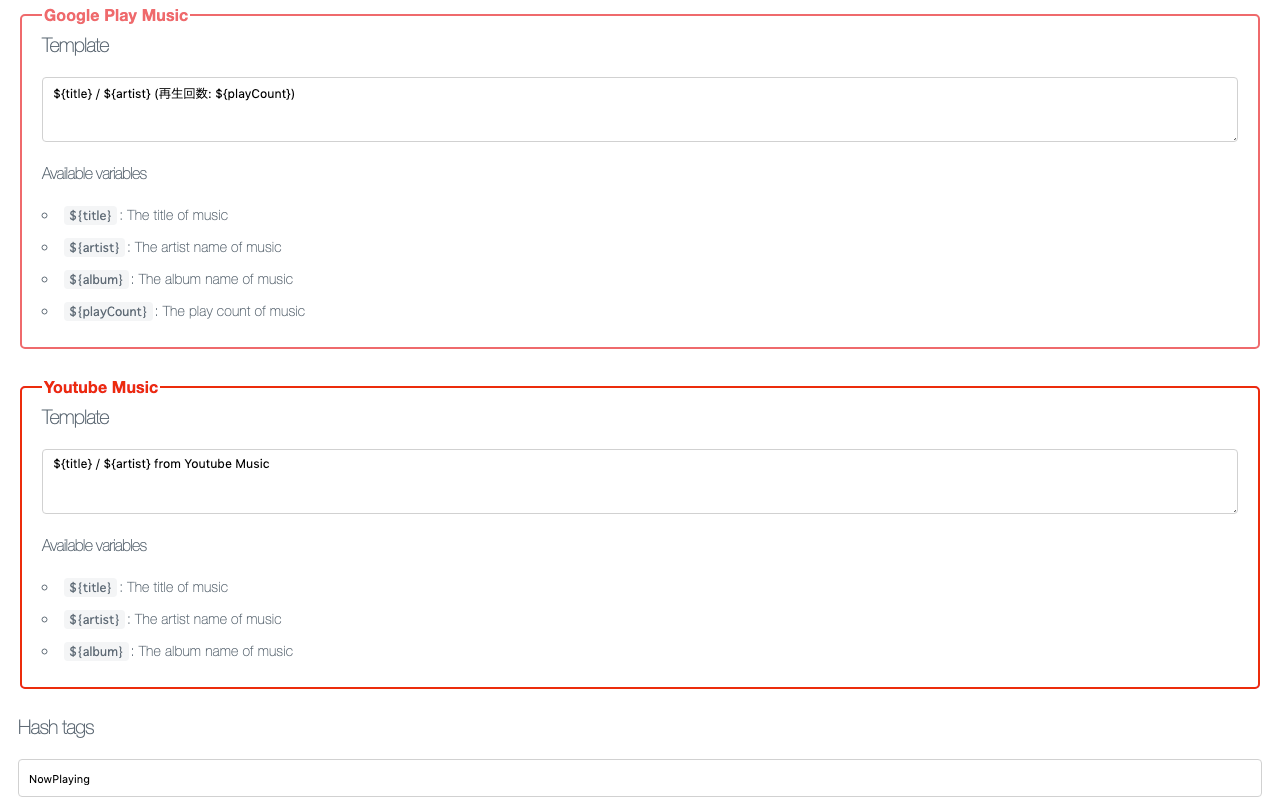 Google Play Music
Template
${title} / ${artist} (再生回数: ${playCount})
Available variables
${title} : The title of music
${artist} : The artist name of music
${album} : The album name of music
${playCount} : The play count of music
Youtube Music
Template
${title} / ${artist} from Youtube Music
Available variables
${title} : The title of music
${artist} : The artist name of music
${album} : The album name of music
Hash tags
NowPlaying